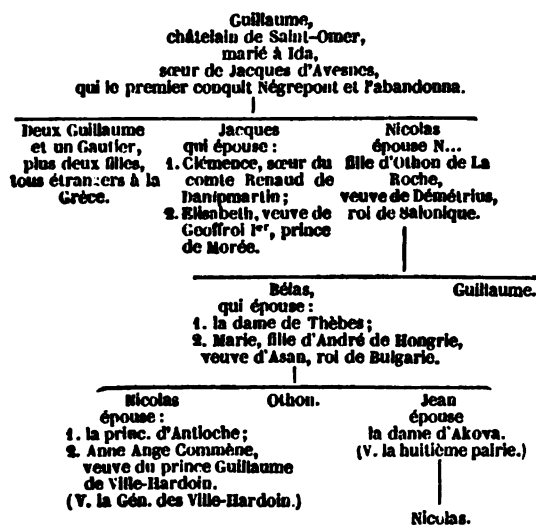 Guillaume,
châtelain de Saint-Omer,
marié à Ida,
sœur de Jacques d'Avesnes,
qui le premier conquit Négrepont et l'abandonna.
Deux Guillaume
et un Gautier,
plus deux filles,
tous étrangers à la
Grèce.
Jacques
qui épouse :
1. Clémence, sœur du
comte Renaud de
Danipmartin ;
2. Elisabeth, veuve de
Geoffroi Ier, prince
de Morée.
Nicolas
épouse N...
fille d'Othon de La
Roche,
veuve de Démétrius,
roi de Salonique.
Bélas,
qui épouse :
1. la dame de Thèbes ;
2. Marie, fille d'André de Hongrie,
veuve d'Asan, roi de Bulgarie.
Guillaume.
Nicolas
épouse :
1. la princ. d'Antioche ;
2. Anne Ange Commène,
veuve du prince Guillaume
de Ville-Hardoin.
(V. la Gén. des Ville-Hardoin.)
Othon.
Jean
épouse
la dame d'Akova.
(V. la huitième pairie.)
Nicolas.